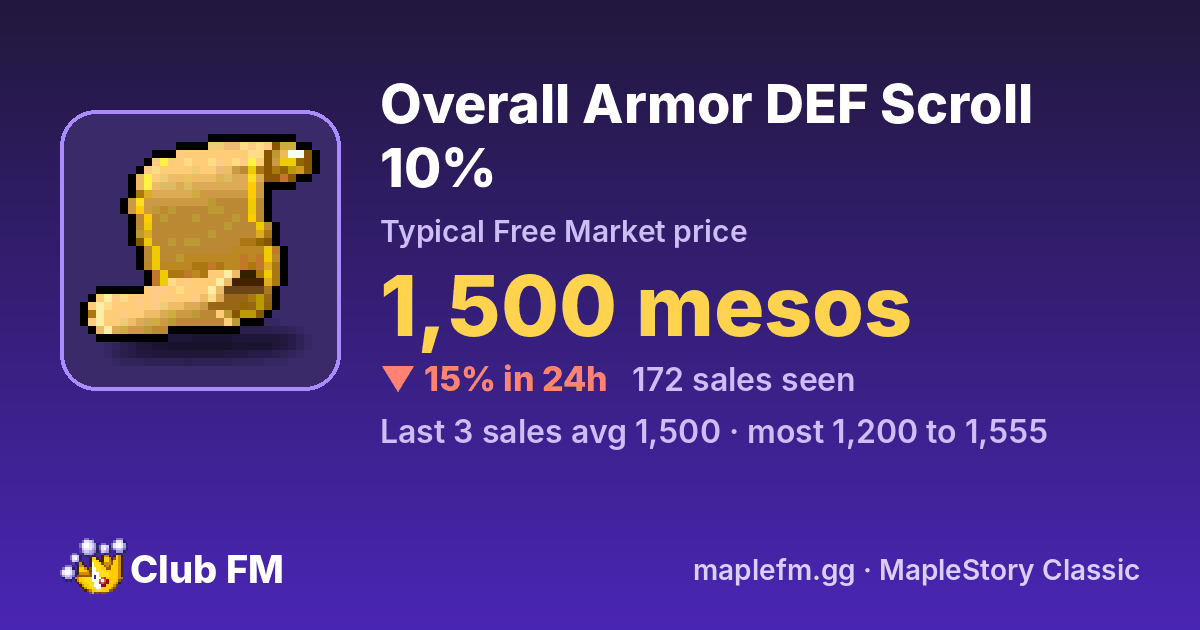 Overall Armor DEF Scroll
10%
Typical Free Market price
1,500 mesos
▼ 15% in 24h 172 sales seen
Last 3 sales avg 1,500 · most 1,200 to 1,555
Club FM
maplefm.gg · MapleStory Classic